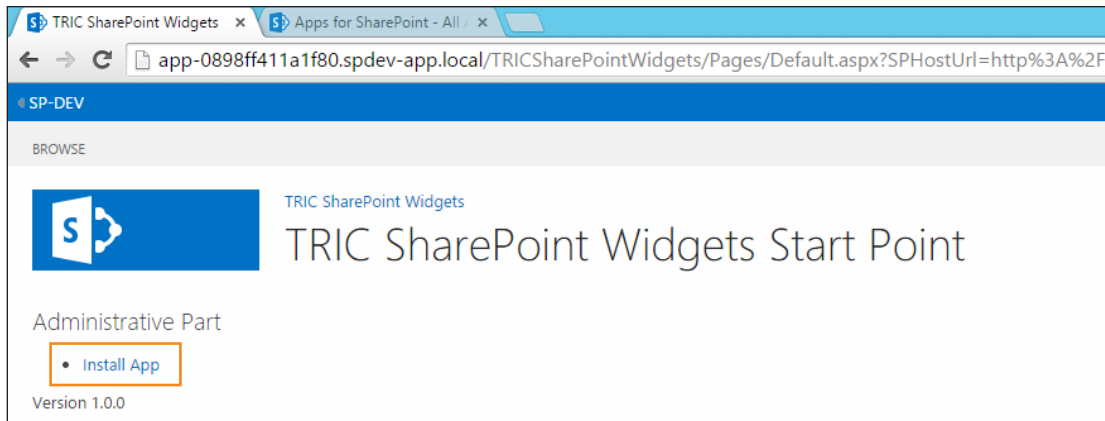 TRIC SharePoint Widgets
Apps for SharePoint - All
app-0898ff411a1f80.spdev-app.local/TRICSharePointWidgets/Pages/Default.aspx?SPHostUrl=http%3A%2F
SP-DEV
BROWSE
TRIC SharePoint Widgets
TRIC SharePoint Widgets Start Point
Administrative Part
• Install App
Version 1.0.0